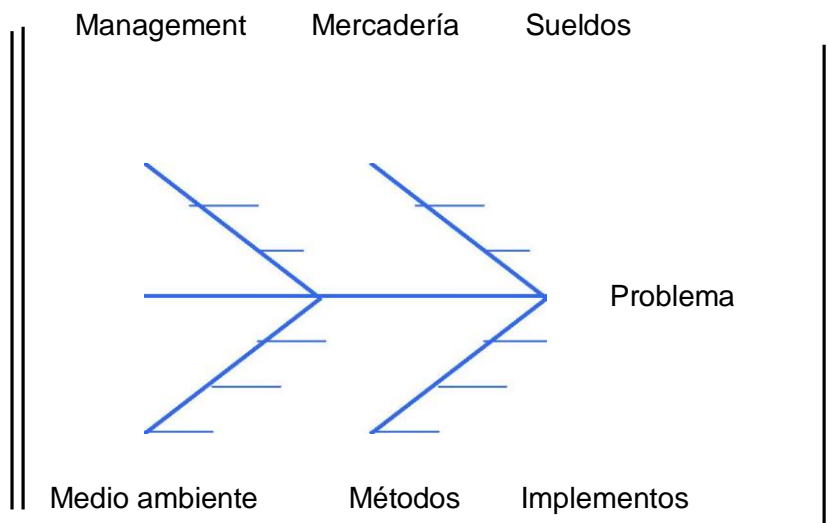 Management Mercadería Sueldos
Problema
Medio ambiente Métodos Implementos